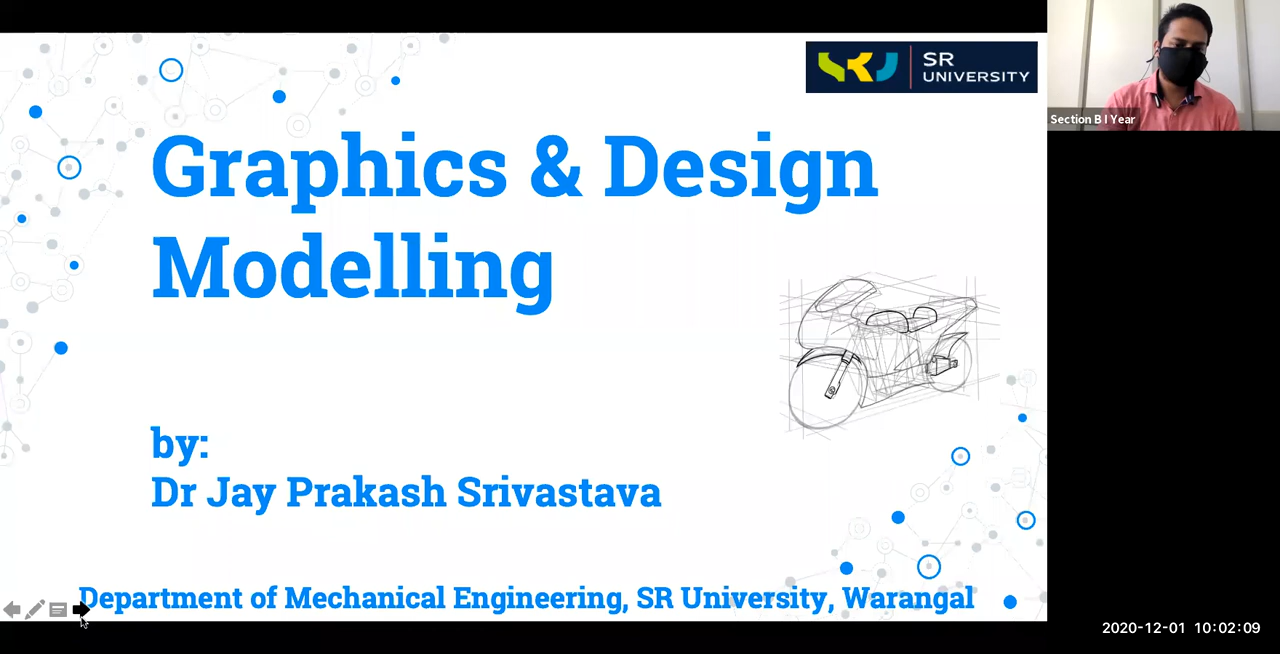 SR
UNIVERSITY
Section B I Year
Graphics & Design
Modelling
by:
Dr Jay Prakash Srivastava
Department of Mechanical Engineering, SR University, Warangal
2020-12-01 10:02:09